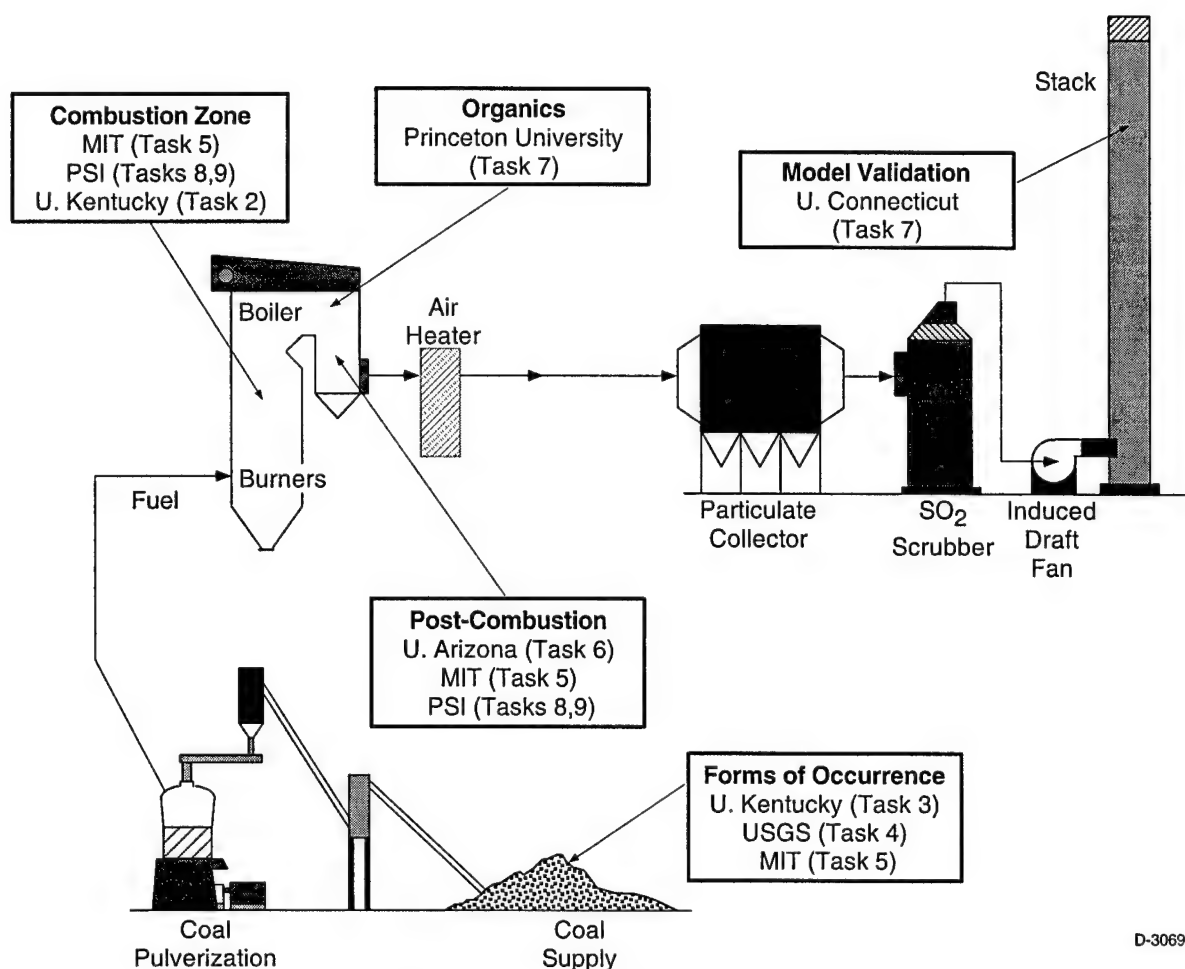 Stack
Combustion Zone
MIT (Task 5)
PSI (Tasks 8,9)
U. Kentucky (Task 2)
Organics
Princeton University
(Task 7)
Model Validation
U. Connecticut
(Task 7)
Boiler
Air
Heater
Burners
Fuel
Particulate
Collector
SO2
Scrubber
Induced
Draft
Fan
Post-Combustion
U. Arizona (Task 6)
MIT (Task 5)
PSI (Tasks 8,9)
Forms of Occurrence
U. Kentucky (Task 3)
USGS (Task 4)
MIT (Task 5)
Coal
Pulverization
Coal
Supply
D-3069